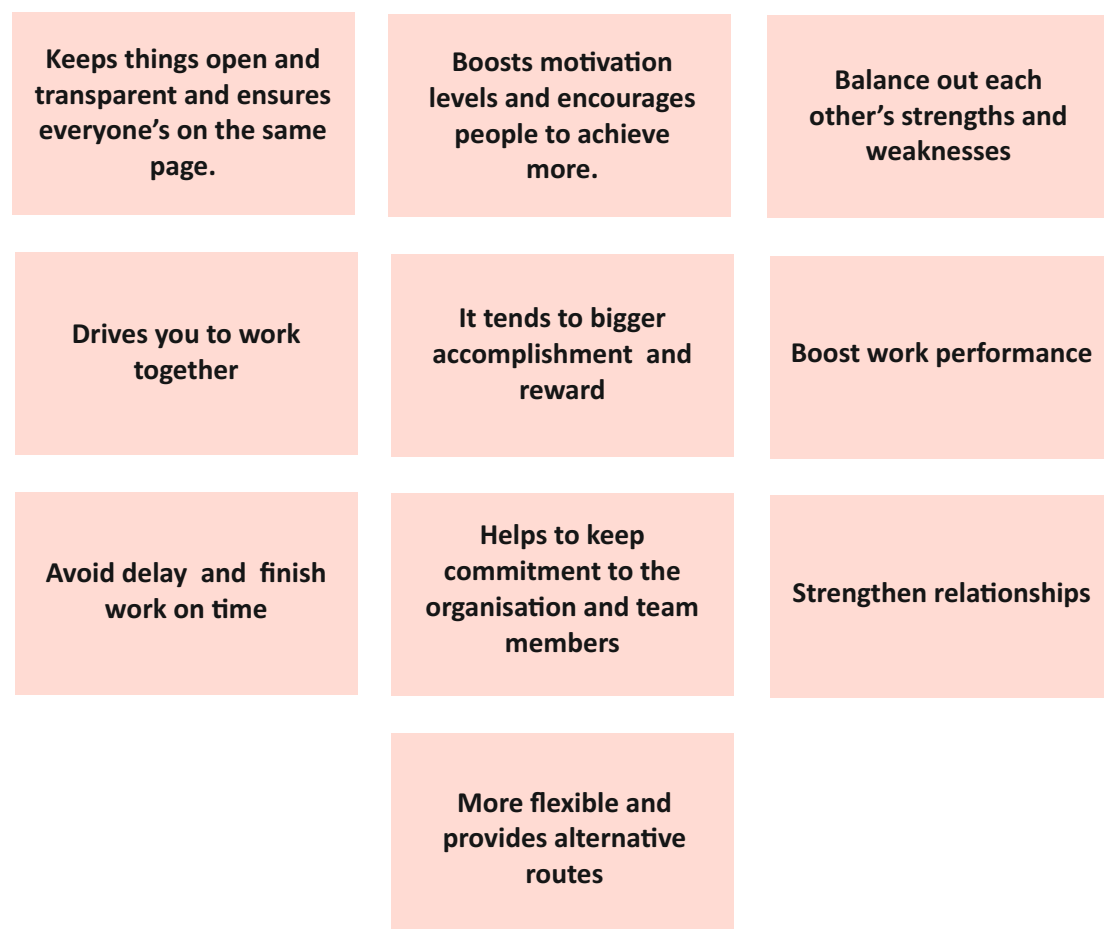 Keeps things open and
transparent and ensures
everyone’s on the same
page.
Boosts motivation
levels and encourages
people to achieve
more.
Balance out each
other’s strengths and
weaknesses
Drives you to work
together
It tends to bigger
accomplishment  and
reward
Boost work performance
Avoid delay  and  finish
work on time
Helps to keep
commitment to the
organisation and team
members
Strengthen relationships
More flexible and
provides alternative
routes